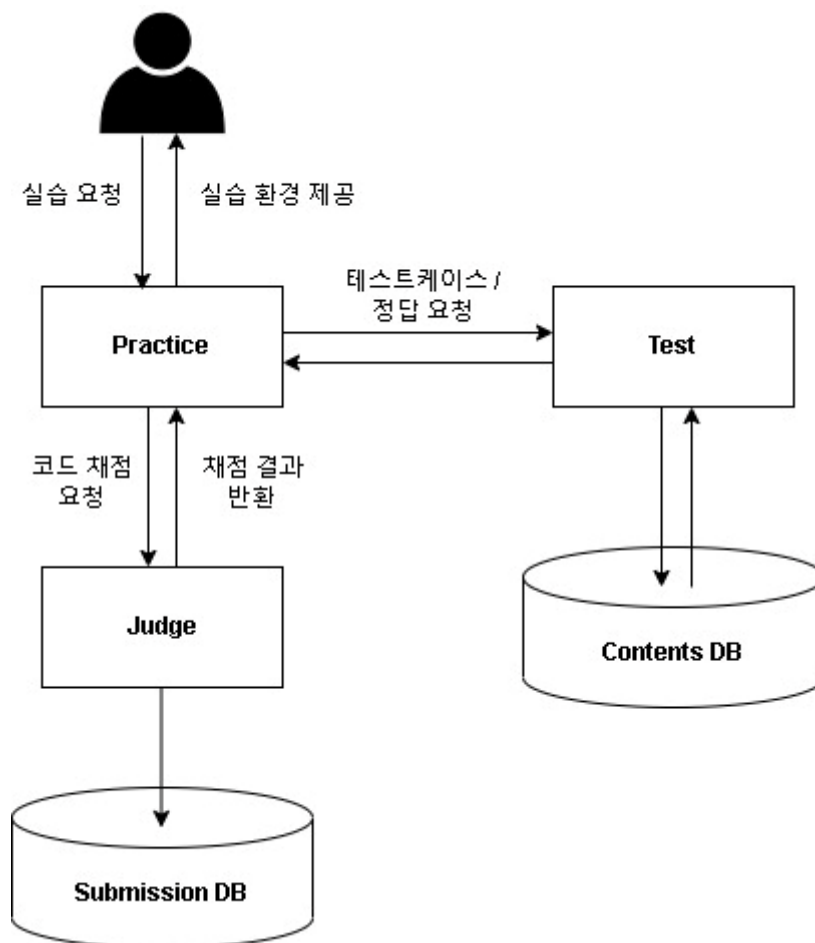 실습 요청
실습 환경 제공
테스트케이스 /
정답 요청
Practice
Test
코드 채점
요청
채점 결과
반환
Judge
Contents DB
Submission DB